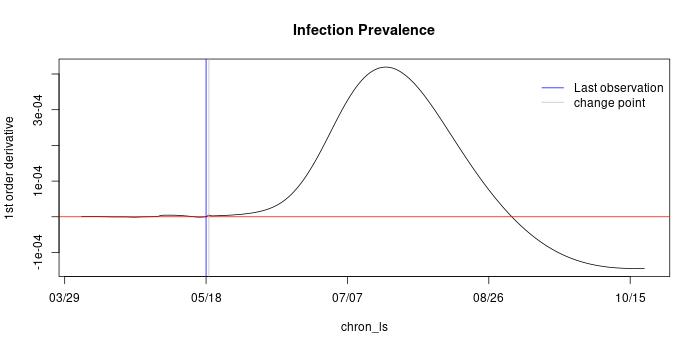 Infection Prevalence
1st order derivative
3e-04
1e-04
-1e-04
Last observation
change point
03/29
05/18
07/07
08/26
10/15
chron_ls